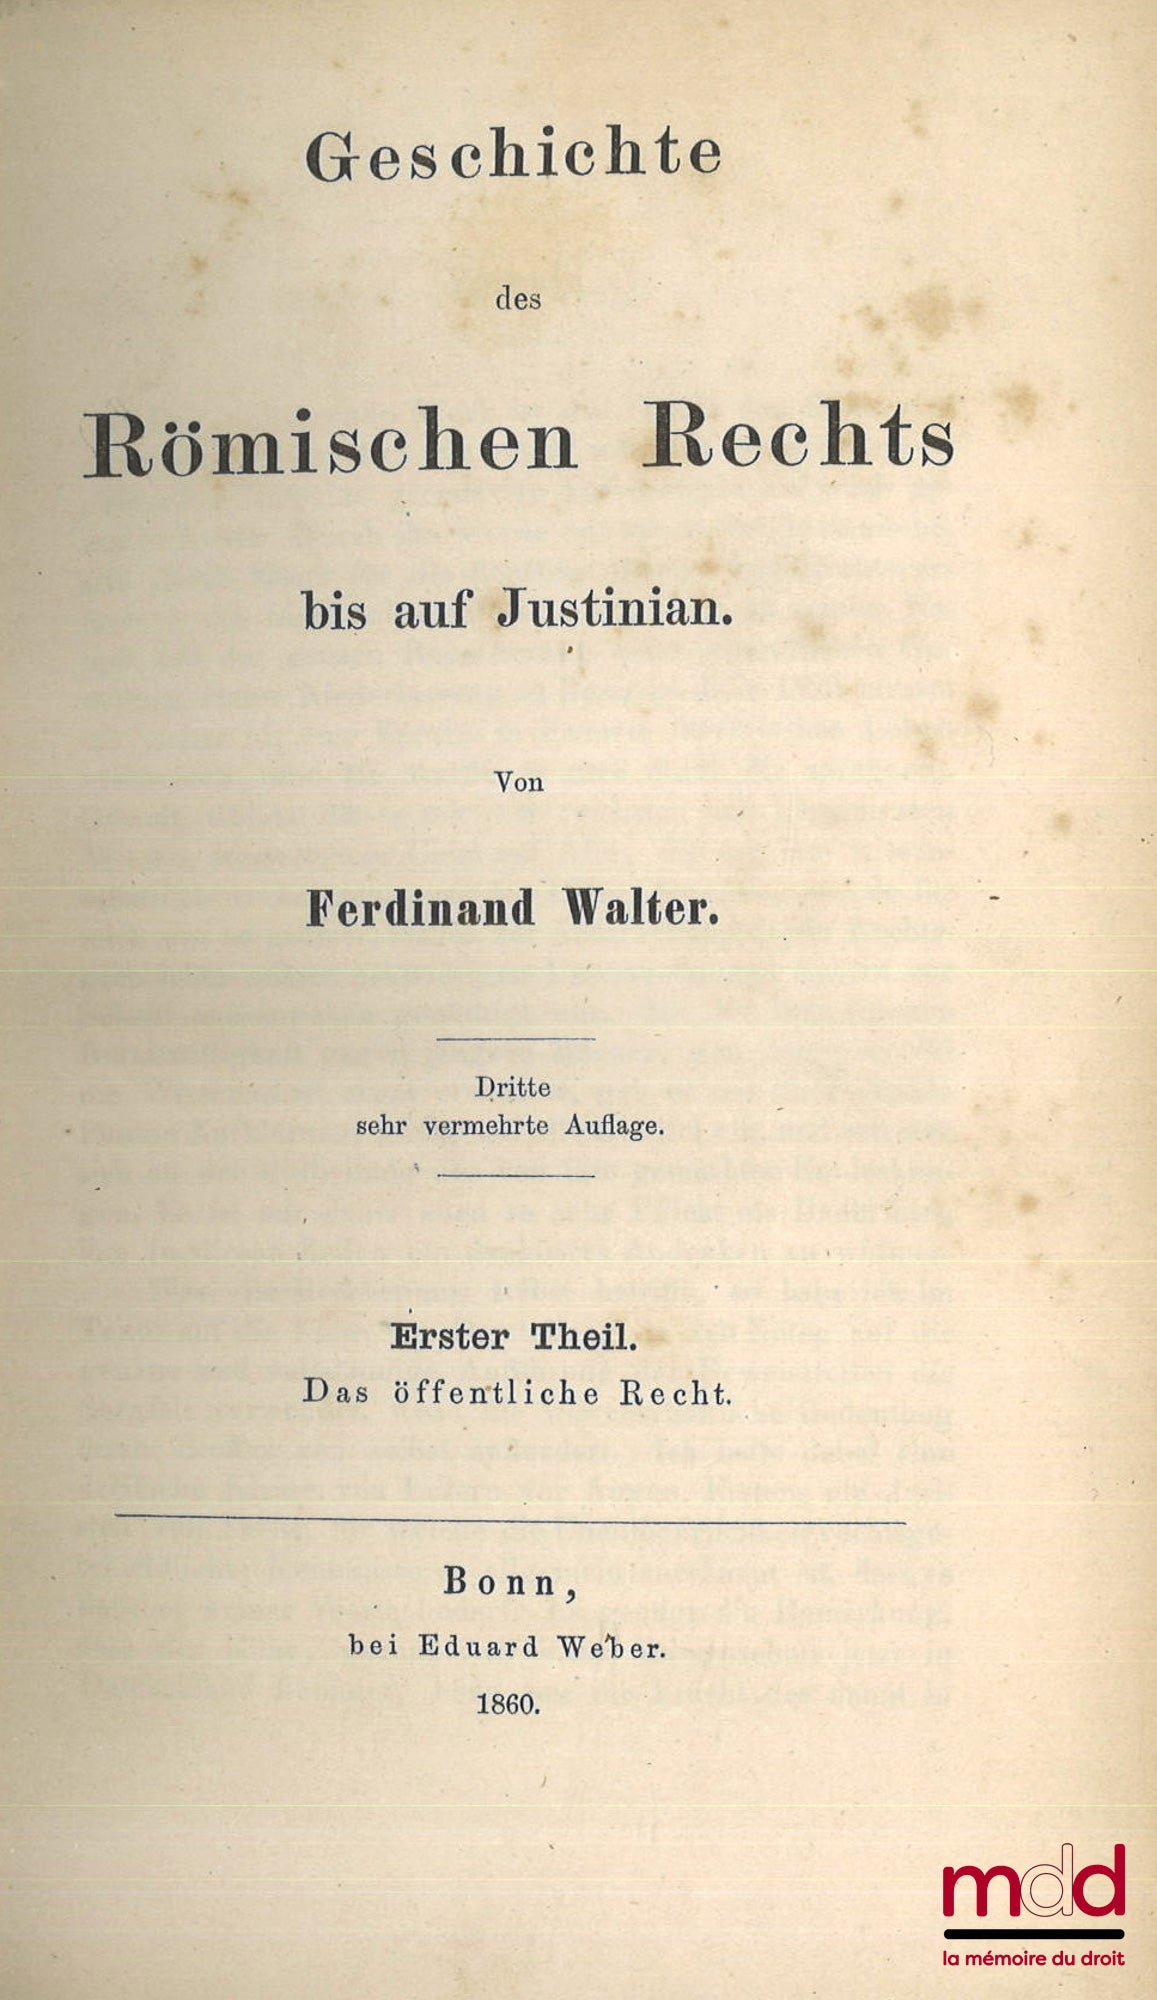 Geschichte
des
Römischen Rechts
bis auf Justinian.
Von
Ferdinand Walter.
Dritte
sehr vermehrte Auflage.
Erster Theil.
Das öffentliche Recht.
Bonn,
bei Eduard Weber.
1860.
mdd
la mémoire du droit